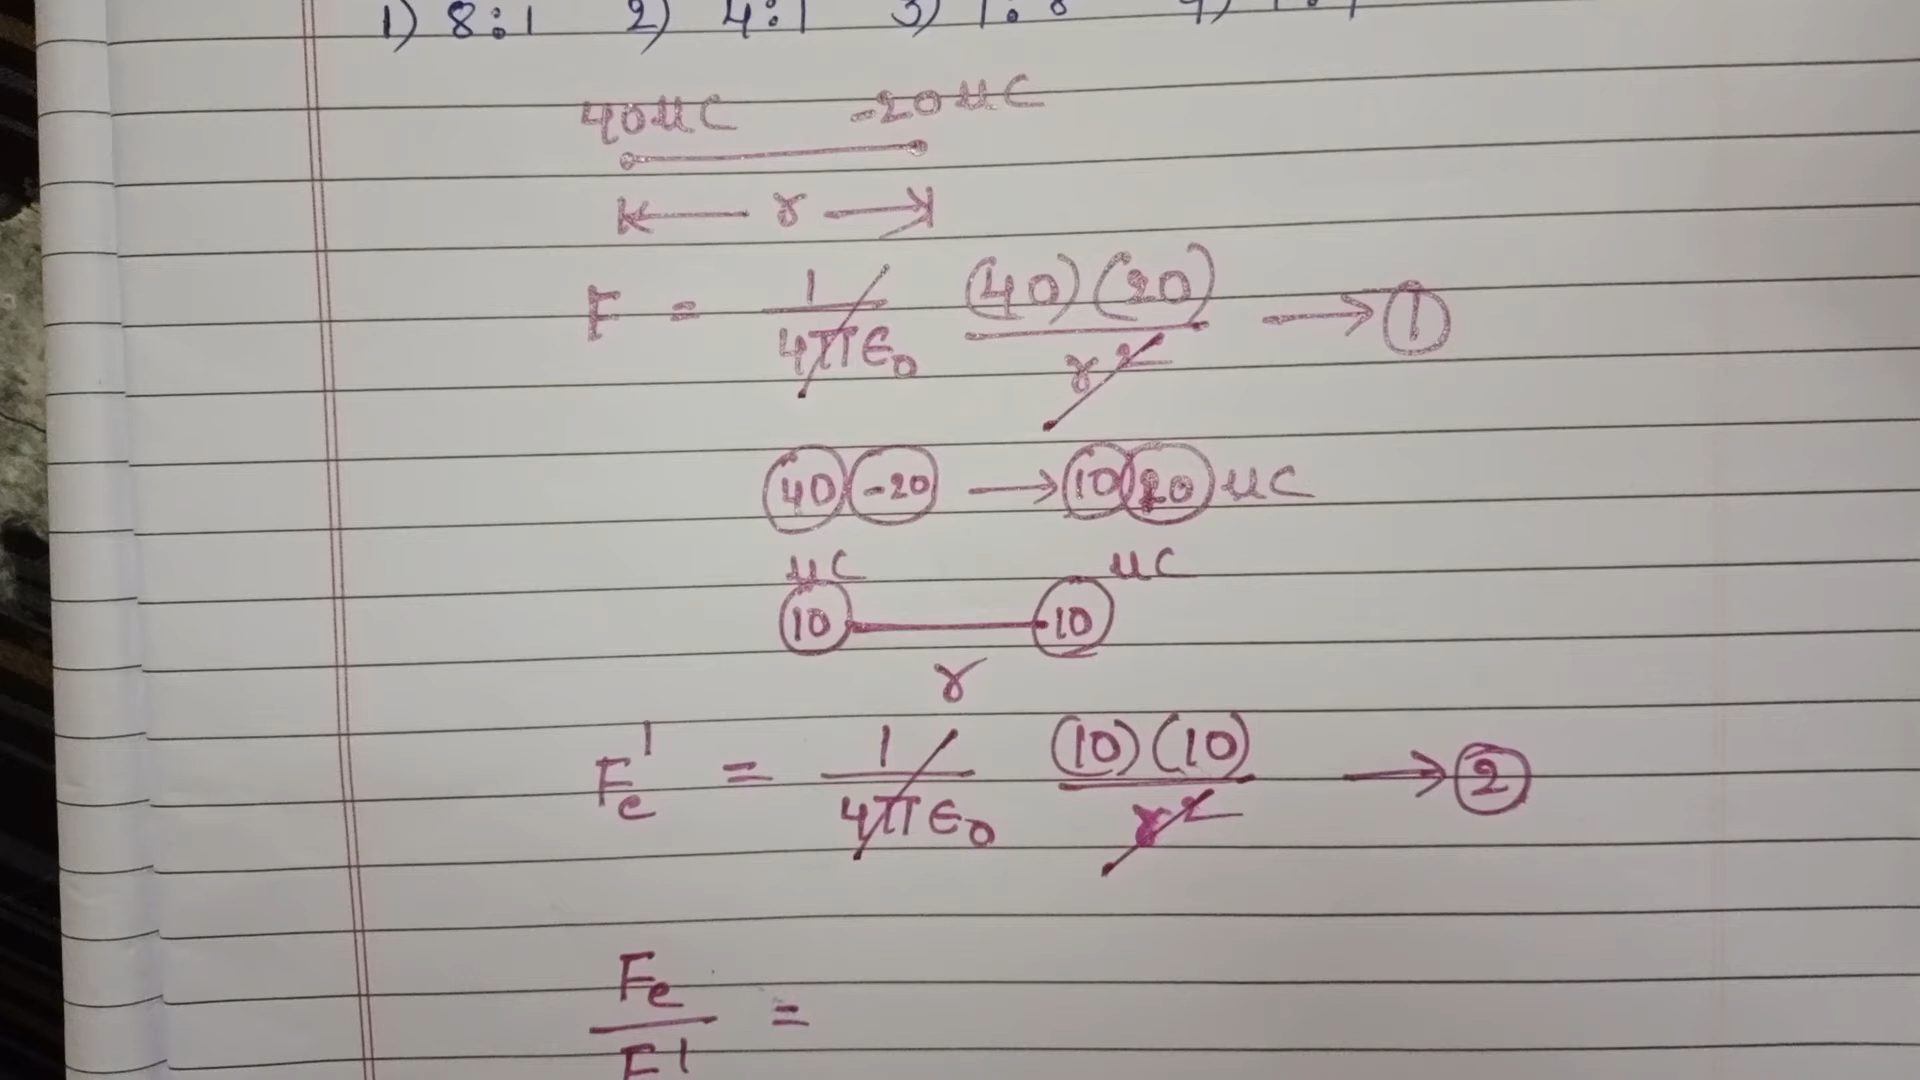 1) 8:1 2) 4:1 3) 1:8
40μC -20μC
r
F = 1/4πϵ₀ (40)(20)/r² → ①
40 -20 → 10 10 μC
μC μC
10 10
r
Fe' = 1/4πϵ₀ (10)(10)/r² → ②
Fe/F' =